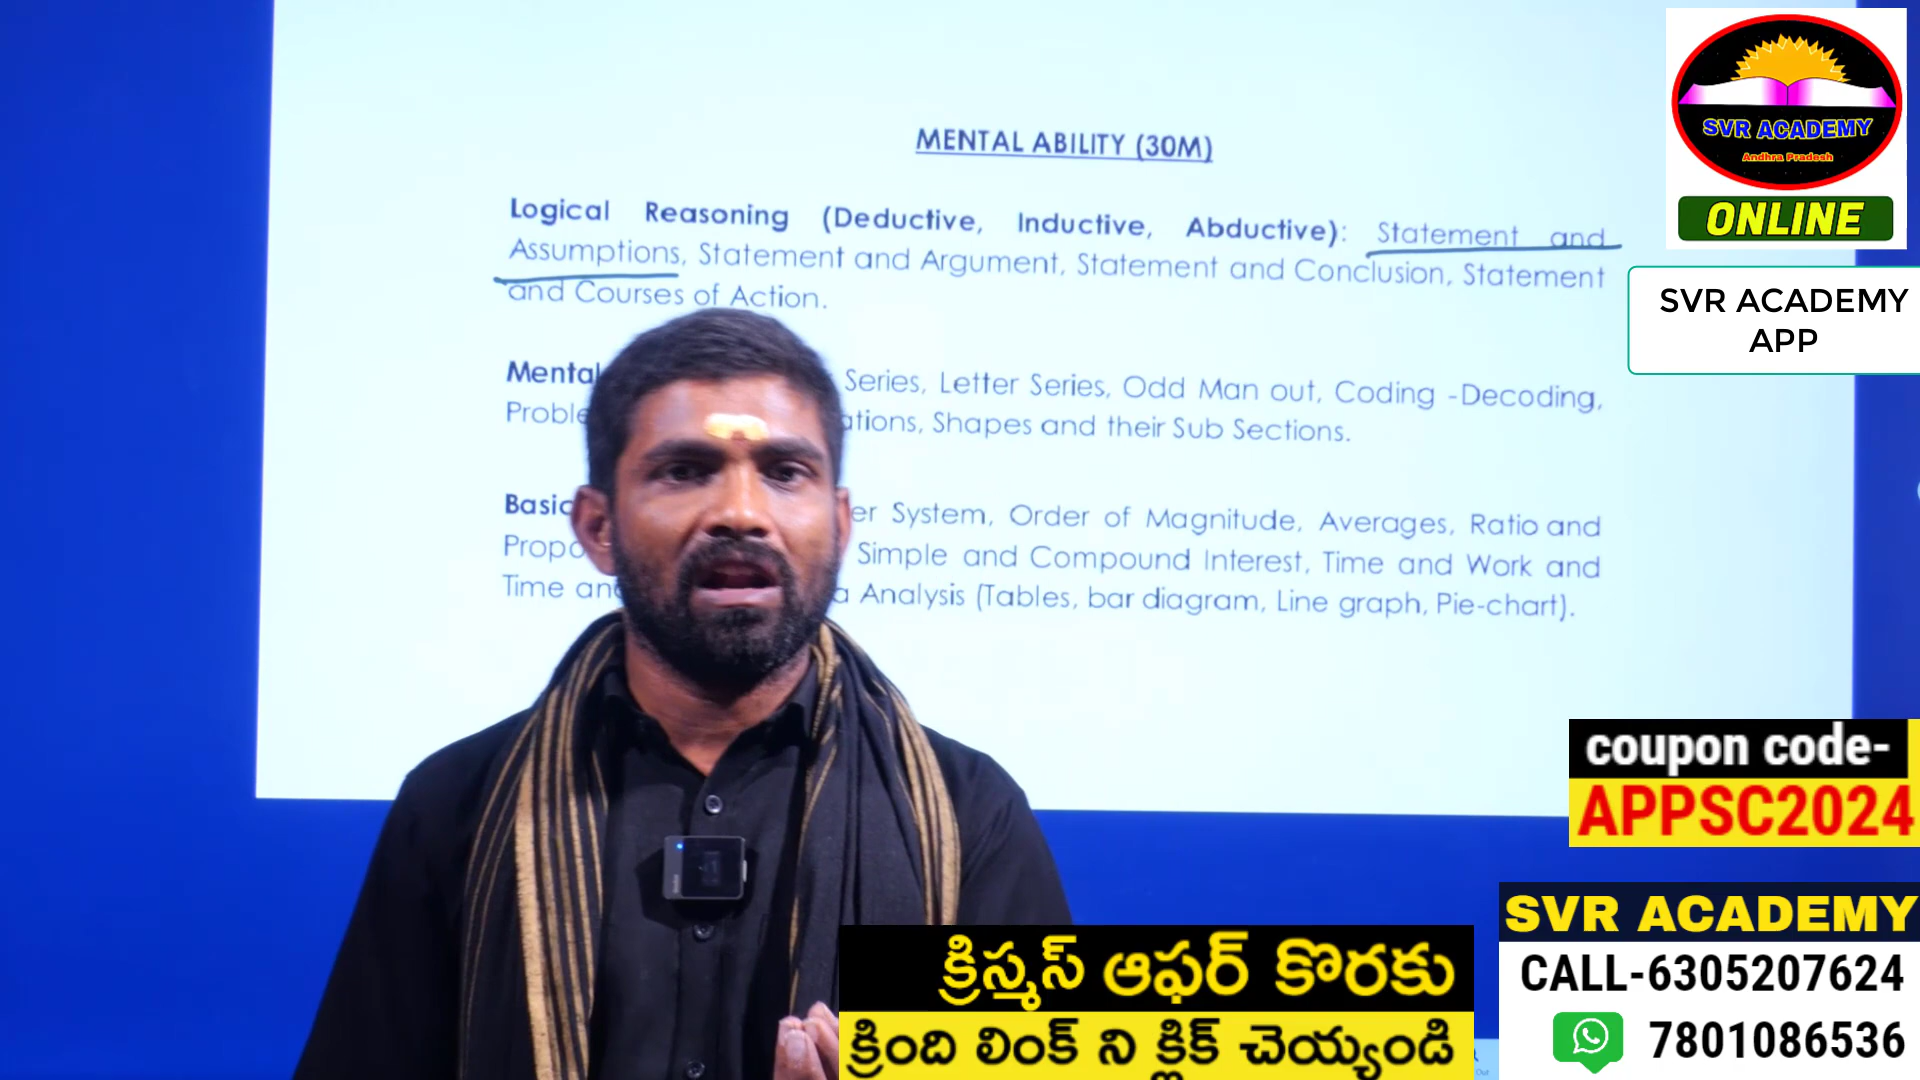 MENTAL ABILITY (30M)
Logical Reasoning (Deductive, Inductive, Abductive): Statement and
Assumptions, Statement and Argument, Statement and Conclusion, Statement
and Courses of Action.
Mental Series, Letter Series, Odd Man out, Coding -Decoding,
Proble ations, Shapes and their Sub Sections.
Basic er System, Order of Magnitude, Averages, Ratio and
Propo Simple and Compound Interest, Time and Work and
Time and a Analysis (Tables, bar diagram, Line graph, Pie-chart).
SVR ACADEMY
Andhra Pradesh
ONLINE
SVR ACADEMY
APP
coupon code-
APPSC2024
SVR ACADEMY
CALL-6305207624
7801086536
క్రిస్మస్ ఆఫర్ కొరకు
క్రింది లింక్ ని క్లిక్ చెయ్యండి